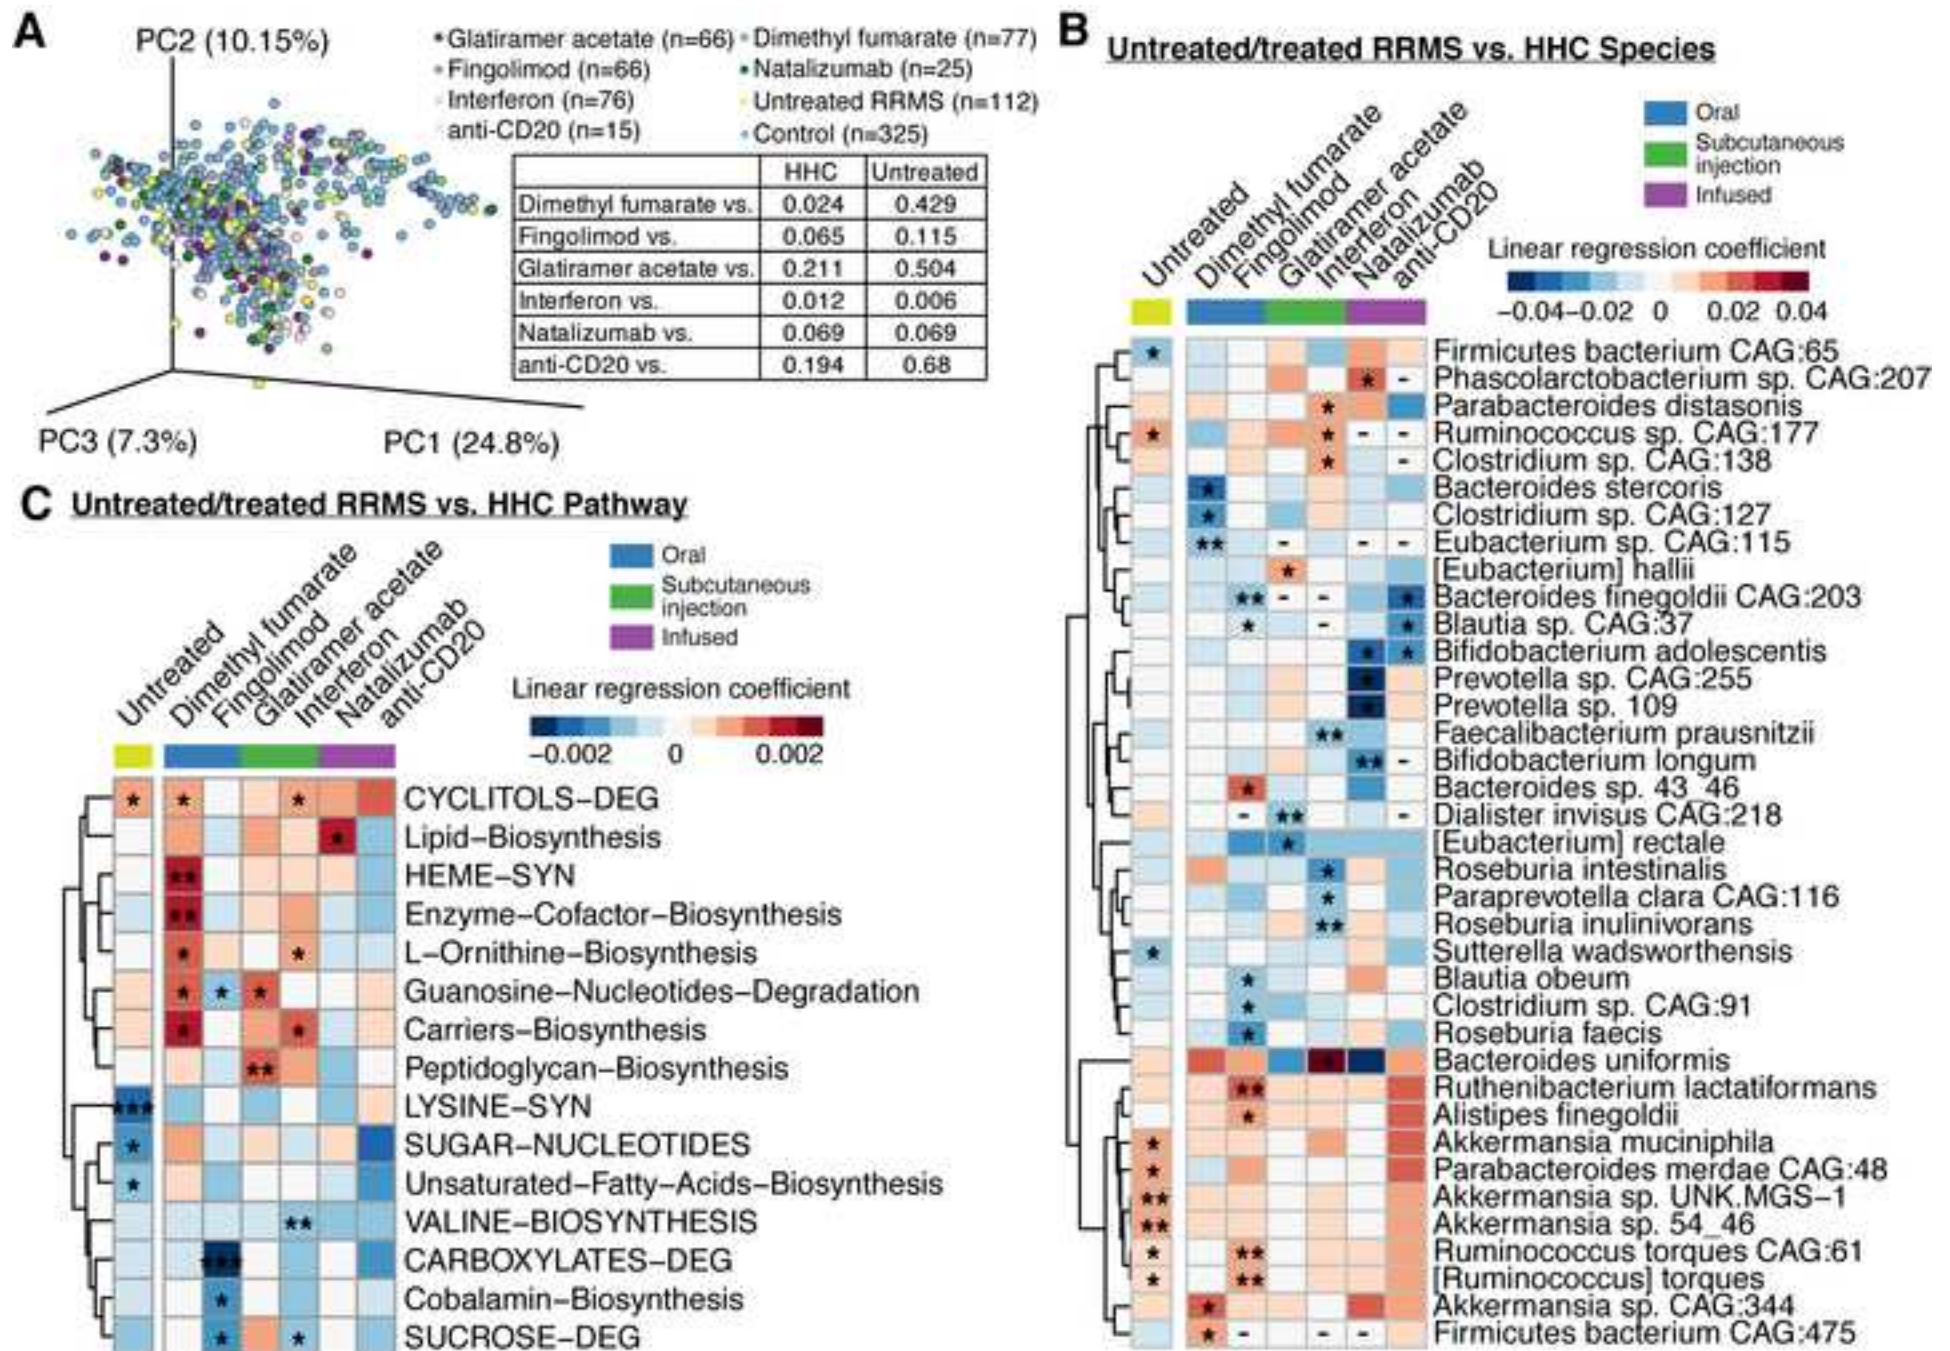 A
PC2 (10.15%)
PC3 (7.3%)
PC1 (24.8%)
Glatiramer acetate (n=66)
Dimethyl fumarate (n=77)
Fingolimod (n=66)
Natalizumab (n=25)
Interferon (n=76)
Untreated RRMS (n=112)
anti-CD20 (n=15)
Control (n=325)
HHC Untreated
Dimethyl fumarate vs. 0.024 0.429
Fingolimod vs. 0.065 0.115
Glatiramer acetate vs. 0.211 0.504
Interferon vs. 0.012 0.006
Natalizumab vs. 0.069 0.069
anti-CD20 vs. 0.194 0.68
B
Untreated/treated RRMS vs. HHC Species
Oral
Subcutaneous
injection
Infused
Linear regression coefficient
−0.04 −0.02 0 0.02 0.04
Untreated
Dimethyl fumarate
Fingolimod
Glatiramer acetate
Interferon
Natalizumab
anti-CD20
* Firmicutes bacterium CAG:65
* - Phascolarctobacterium sp. CAG:207
* Parabacteroides distasonis
* * - - Ruminococcus sp. CAG:177
* - Clostridium sp. CAG:138
* Bacteroides stercoris
* Clostridium sp. CAG:127
** - - - Eubacterium sp. CAG:115
* [Eubacterium] hallii
** - - * Bacteroides finegoldii CAG:203
* - * Blautia sp. CAG:37
* * Bifidobacterium adolescentis
* Prevotella sp. CAG:255
* Prevotella sp. 109
** Faecalibacterium prausnitzii
** - Bifidobacterium longum
* Bacteroides sp. 43_46
- ** - Dialister invisus CAG:218
* [Eubacterium] rectale
* Roseburia intestinalis
* Paraprevotella clara CAG:116
** Roseburia inulinivorans
* Sutterella wadsworthensis
* Blautia obeum
* Clostridium sp. CAG:91
* Roseburia faecis
* Bacteroides uniformis
** Ruthenibacterium lactatiformans
* Alistipes finegoldii
* Akkermansia muciniphila
* Parabacteroides merdae CAG:48
** Akkermansia sp. UNK.MGS−1
** Akkermansia sp. 54_46
* ** Ruminococcus torques CAG:61
* ** [Ruminococcus] torques
* Akkermansia sp. CAG:344
* - - - Firmicutes bacterium CAG:475
C
Untreated/treated RRMS vs. HHC Pathway
Oral
Subcutaneous
injection
Infused
Linear regression coefficient
−0.002 0 0.002
Untreated
Dimethyl fumarate
Fingolimod
Glatiramer acetate
Interferon
Natalizumab
anti-CD20
* * * CYCLITOLS−DEG
* Lipid−Biosynthesis
** HEME−SYN
** Enzyme−Cofactor−Biosynthesis
* * L−Ornithine−Biosynthesis
* * * Guanosine−Nucleotides−Degradation
* * Carriers−Biosynthesis
** Peptidoglycan−Biosynthesis
*** LYSINE−SYN
* SUGAR−NUCLEOTIDES
* Unsaturated−Fatty−Acids−Biosynthesis
** VALINE−BIOSYNTHESIS
*** CARBOXYLATES−DEG
* Cobalamin−Biosynthesis
* * SUCROSE−DEG